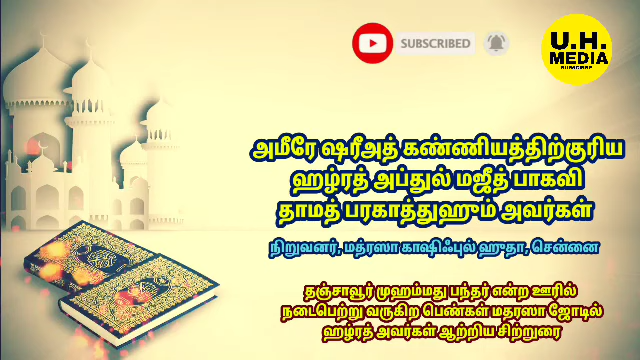 SUBSCRIBED
U.H.
MEDIA
SUBSCRIBE
அமீரே ஷரீஅத் கண்ணியத்திற்குரிய
ஹழ்ரத் அப்துல் மஜீத் பாகவி
தாமத் பரகாத்துஹும் அவர்கள்
நிறுவனர், மத்ரஸா காஷிஃபுல் ஹுதா, சென்னை
தஞ்சாவூர் முஹம்மது பந்தர் என்ற ஊரில்
நடைபெற்று வருகிற பெண்கள் மதரஸா ஜோடில்
ஹழ்ரத் அவர்கள் ஆற்றிய சிற்றுரை